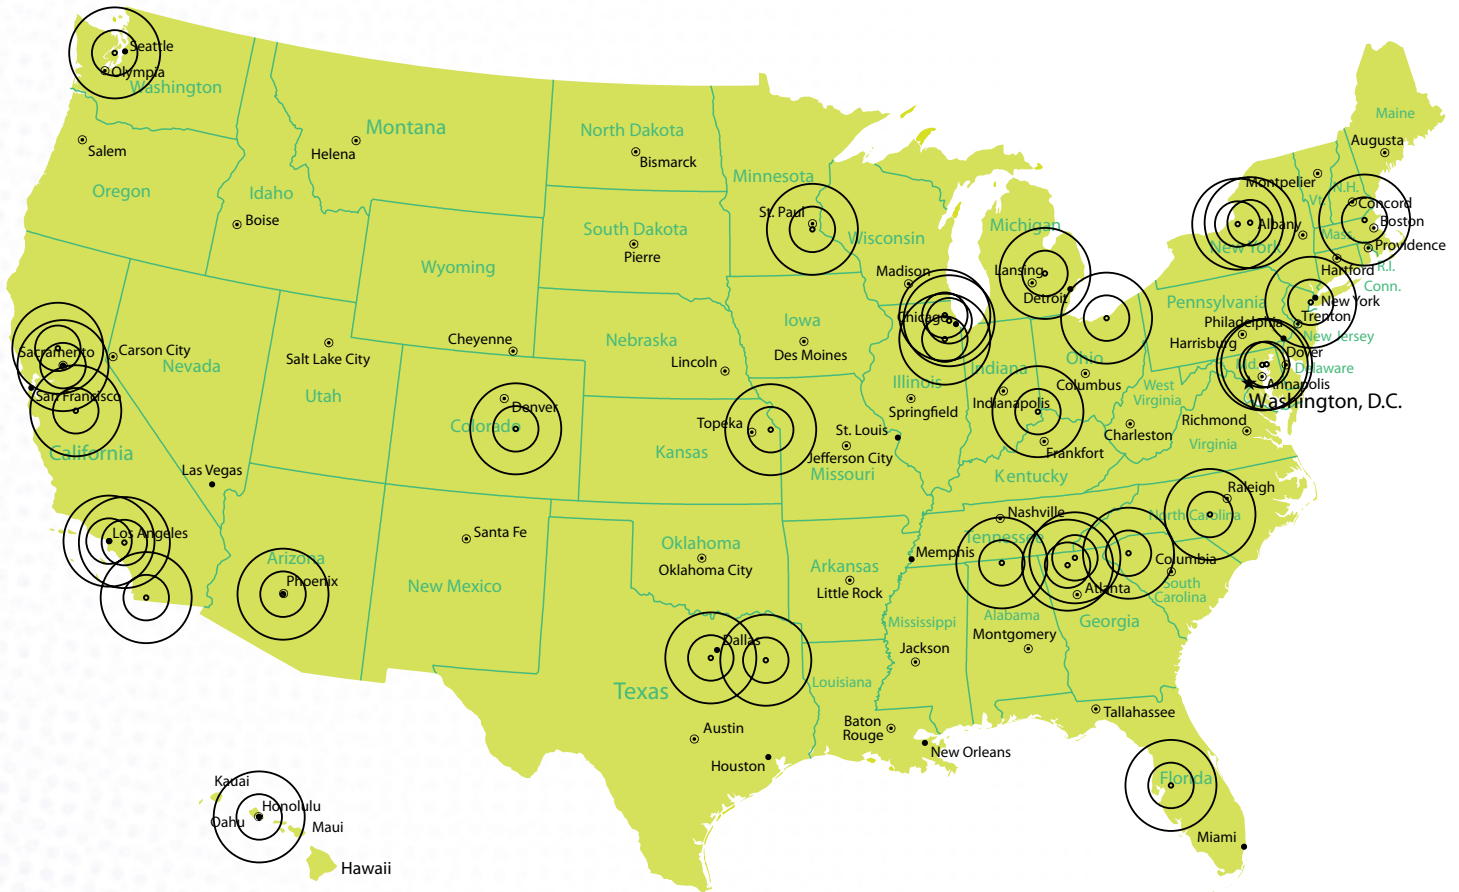 Seattle
Olympia
Washington
Montana
North Dakota
Maine
Helena
Bismarck
Augusta
Salem
Minnesota
Montpelier
N.H.
Oregon
Idaho
Vt.
Concord
Boise
St. Paul
Michigan
Albany
Boston
South Dakota
Wisconsin
Mass.
New York
Providence
Pierre
Wyoming
Madison
Lansing
Hartford
R.I.
Detroit
Conn.
Pennsylvania
New York
Chicago
Iowa
Philadelphia
Trenton
Cheyenne
Nebraska
Harrisburg
New Jersey
Sacramento
Carson City
Salt Lake City
Des Moines
Dover
Nevada
Lincoln
Indiana
Ohio
Md.
Delaware
Columbus
Annapolis
San Francisco
Utah
Denver
Illinois
Indianapolis
West
Virginia
Washington, D.C.
Springfield
Colorado
Topeka
St. Louis
Charleston
Richmond
California
Kansas
Jefferson City
Frankfort
Virginia
Las Vegas
Missouri
Kentucky
Raleigh
Los Angeles
Santa Fe
Nashville
North Carolina
Arizona
Oklahoma
Tennessee
Memphis
Oklahoma City
Columbia
Phoenix
New Mexico
Arkansas
Little Rock
Atlanta
South
Carolina
Mississippi
Alabama
Georgia
Dallas
Montgomery
Jackson
Texas
Louisiana
Tallahassee
Austin
Baton
Rouge
New Orleans
Houston
Florida
Kauai
Honolulu
Oahu
Maui
Miami
Hawaii